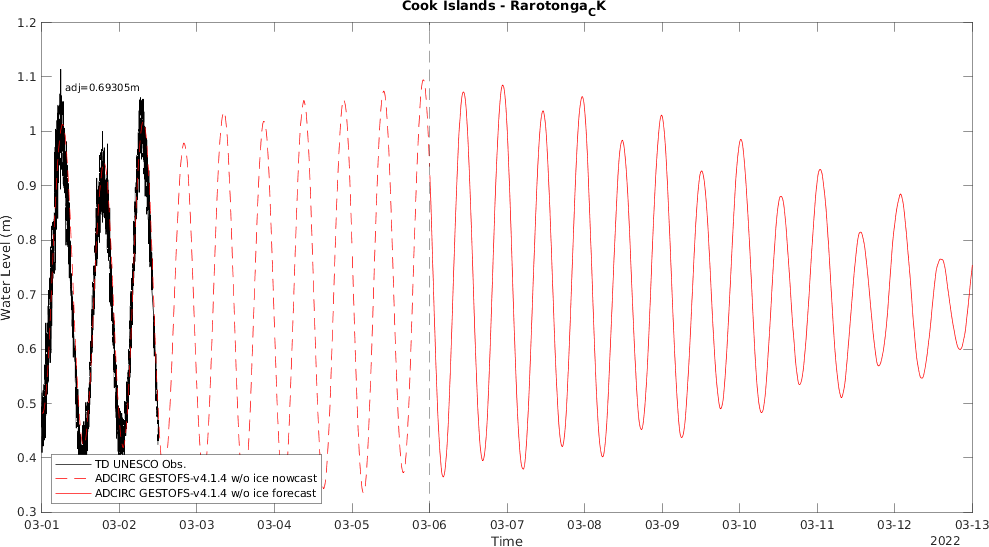 Cook Islands - Rarotonga_CK
adj=0.69305m
Water Level (m)
1.2
1.1
1
0.9
0.8
0.7
0.6
0.5
0.4
0.3
TD UNESCO Obs.
ADCIRC GESTOFS-v4.1.4 w/o ice nowcast
ADCIRC GESTOFS-v4.1.4 w/o ice forecast
03-01 03-02 03-03 03-04 03-05 03-06 03-07 03-08 03-09 03-10 03-11 03-12 03-13
Time
2022